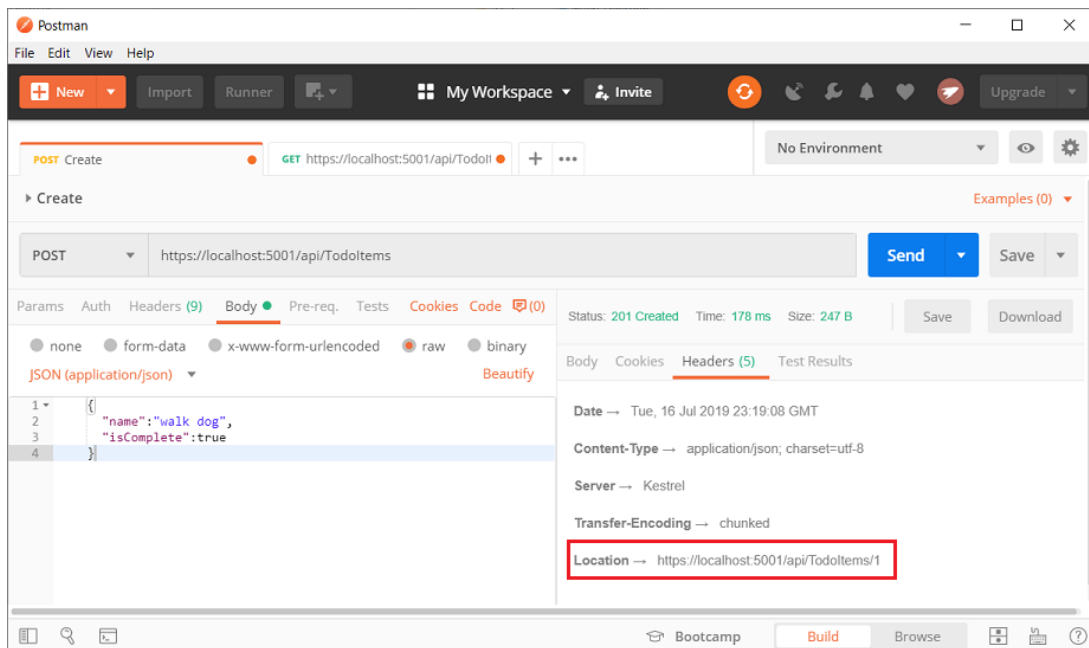 Postman
File Edit View Help
New Import Runner My Workspace Invite Upgrade
POST Create GET https://localhost:5001/api/TodoIt + ••• No Environment
Create Examples (0)
POST https://localhost:5001/api/TodoItems Send Save
Params Auth Headers (9) Body Pre-req. Tests Cookies Code (0)
none form-data x-www-form-urlencoded raw binary
JSON (application/json) Beautify
1 {
2 "name":"walk dog",
3 "isComplete":true
4 }
Status: 201 Created Time: 178 ms Size: 247 B Save Download
Body Cookies Headers (5) Test Results
Date → Tue, 16 Jul 2019 23:19:08 GMT
Content-Type → application/json; charset=utf-8
Server → Kestrel
Transfer-Encoding → chunked
Location → https://localhost:5001/api/TodoItems/1
Bootcamp Build Browse